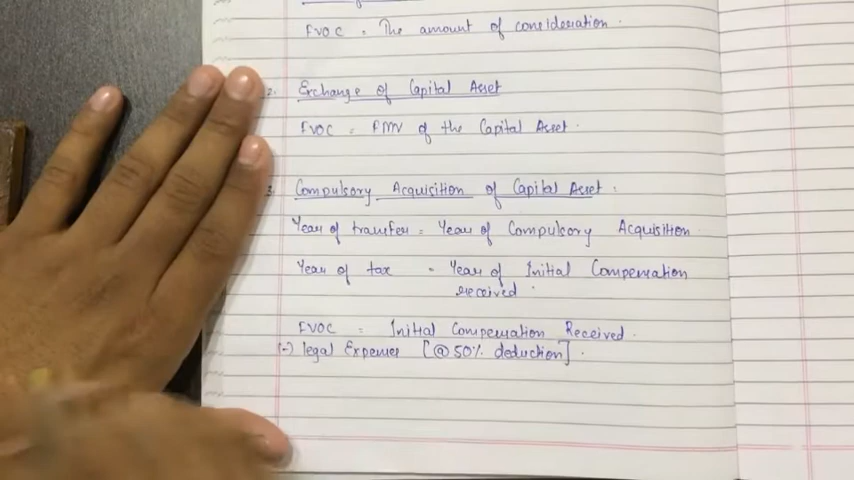 FVOC = The amount of consideration.
2. Exchange of Capital Asset
FVOC = FMV of the Capital Asset.
3. Compulsory Acquisition of Capital Asset.
Year of transfer = Year of Compulsory Acquisition
Year of tax = Year of Initial Compensation
received.
FVOC = Initial Compensation Received.
(-) legal Expenses [@ 50% deduction].